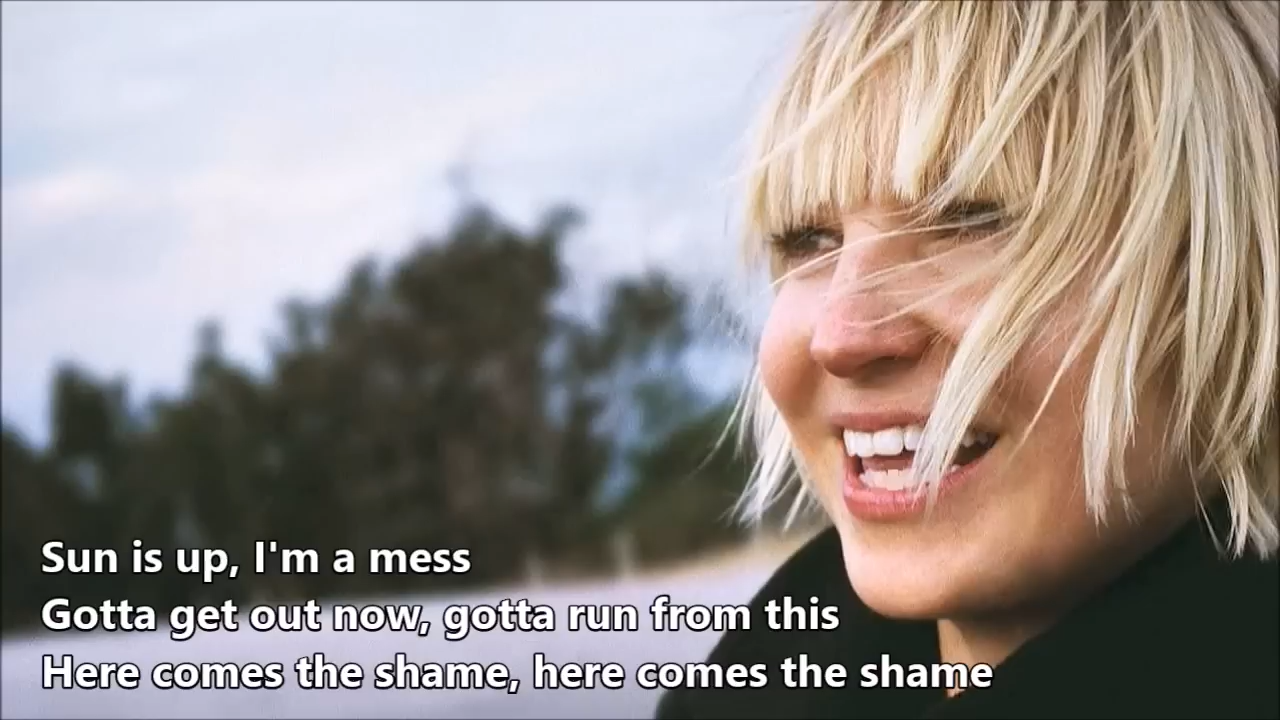 Sun is up, I'm a mess
Gotta get out now, gotta run from this
Here comes the shame, here comes the shame